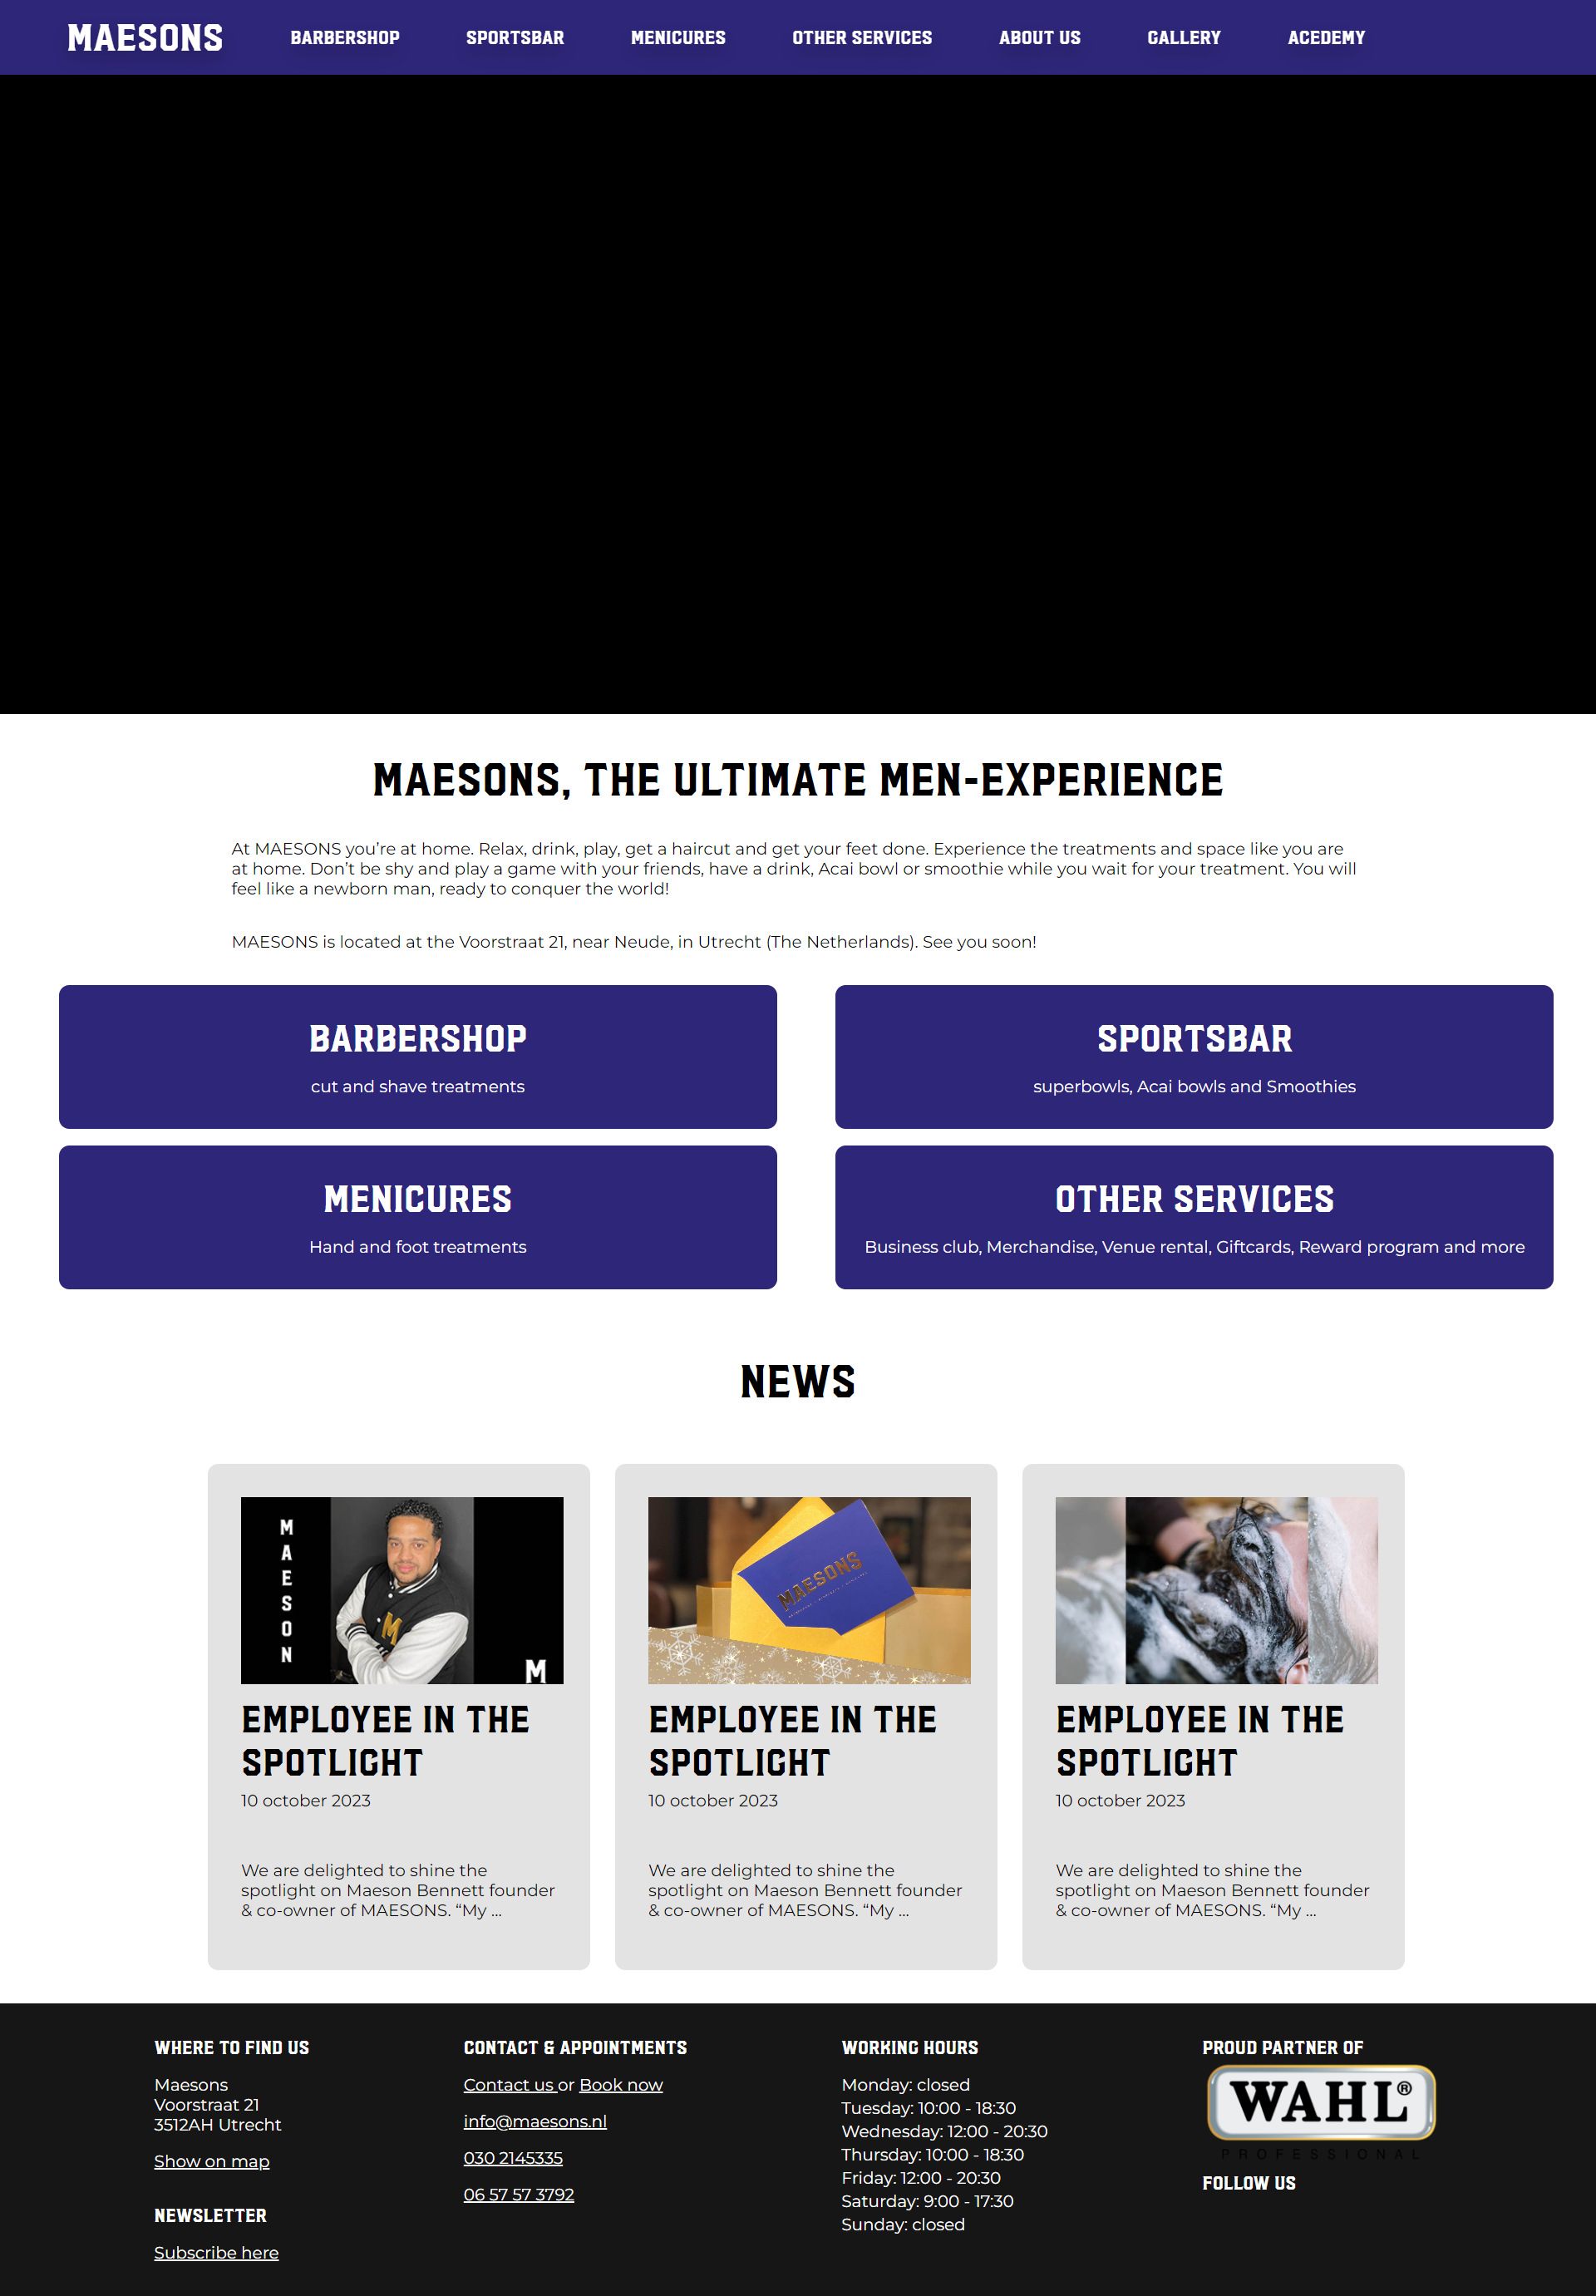 MAESONS
BARBERSHOP
SPORTSBAR
MENICURES
OTHER SERVICES
ABOUT US
GALLERY
ACEDEMY
MAESONS, THE ULTIMATE MEN-EXPERIENCE
At MAESONS you’re at home. Relax, drink, play, get a haircut and get your feet done. Experience the treatments and space like you are
at home. Don’t be shy and play a game with your friends, have a drink, Acai bowl or smoothie while you wait for your treatment. You will
feel like a newborn man, ready to conquer the world!
MAESONS is located at the Voorstraat 21, near Neude, in Utrecht (The Netherlands). See you soon!
BARBERSHOP
cut and shave treatments
SPORTSBAR
superbowls, Acai bowls and Smoothies
MENICURES
Hand and foot treatments
OTHER SERVICES
Business club, Merchandise, Venue rental, Giftcards, Reward program and more
NEWS
MAESON
M
M
EMPLOYEE IN THE
SPOTLIGHT
10 october 2023
We are delighted to shine the
spotlight on Maeson Bennett founder
& co-owner of MAESONS. “My ...
MAESONS
EMPLOYEE IN THE
SPOTLIGHT
10 october 2023
We are delighted to shine the
spotlight on Maeson Bennett founder
& co-owner of MAESONS. “My ...
EMPLOYEE IN THE
SPOTLIGHT
10 october 2023
We are delighted to shine the
spotlight on Maeson Bennett founder
& co-owner of MAESONS. “My ...
WHERE TO FIND US
Maesons
Voorstraat 21
3512AH Utrecht
Show on map
NEWSLETTER
Subscribe here
CONTACT & APPOINTMENTS
Contact us or Book now
info@maesons.nl
030 2145335
06 57 57 3792
WORKING HOURS
Monday: closed
Tuesday: 10:00 - 18:30
Wednesday: 12:00 - 20:30
Thursday: 10:00 - 18:30
Friday: 12:00 - 20:30
Saturday: 9:00 - 17:30
Sunday: closed
PROUD PARTNER OF
WAHL®
PROFESSIONAL
FOLLOW US